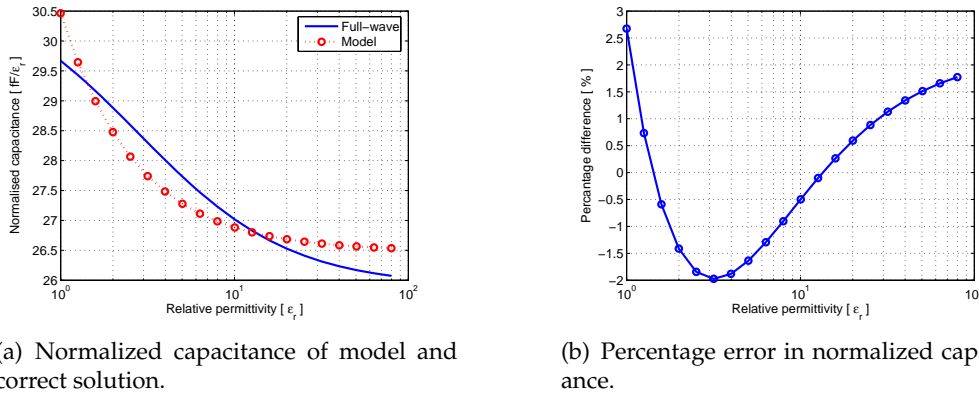 30.5
30
29.5
29
28.5
28
27.5
27
26.5
26
10^0
10^1
10^2
Normalised capacitance [ fF/ε_r ]
Relative permittivity [ ε_r ]
Full−wave
Model
3
2.5
2
1.5
1
0.5
0
−0.5
−1
−1.5
−2
10^0
10^1
10
Percentage difference [ % ]
Relative permittivity [ ε_r ]
(a) Normalized capacitance of model and
correct solution.
(b) Percentage error in normalized cap
ance.